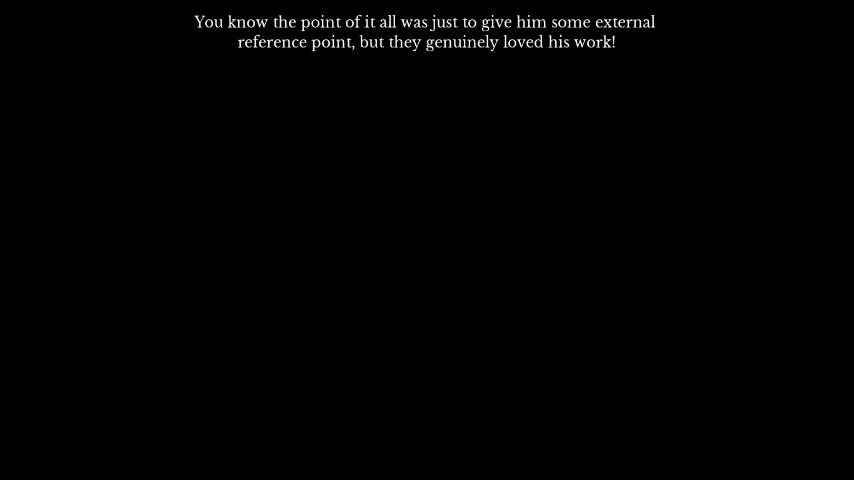 You know the point of it all was just to give him some external
reference point, but they genuinely loved his work!